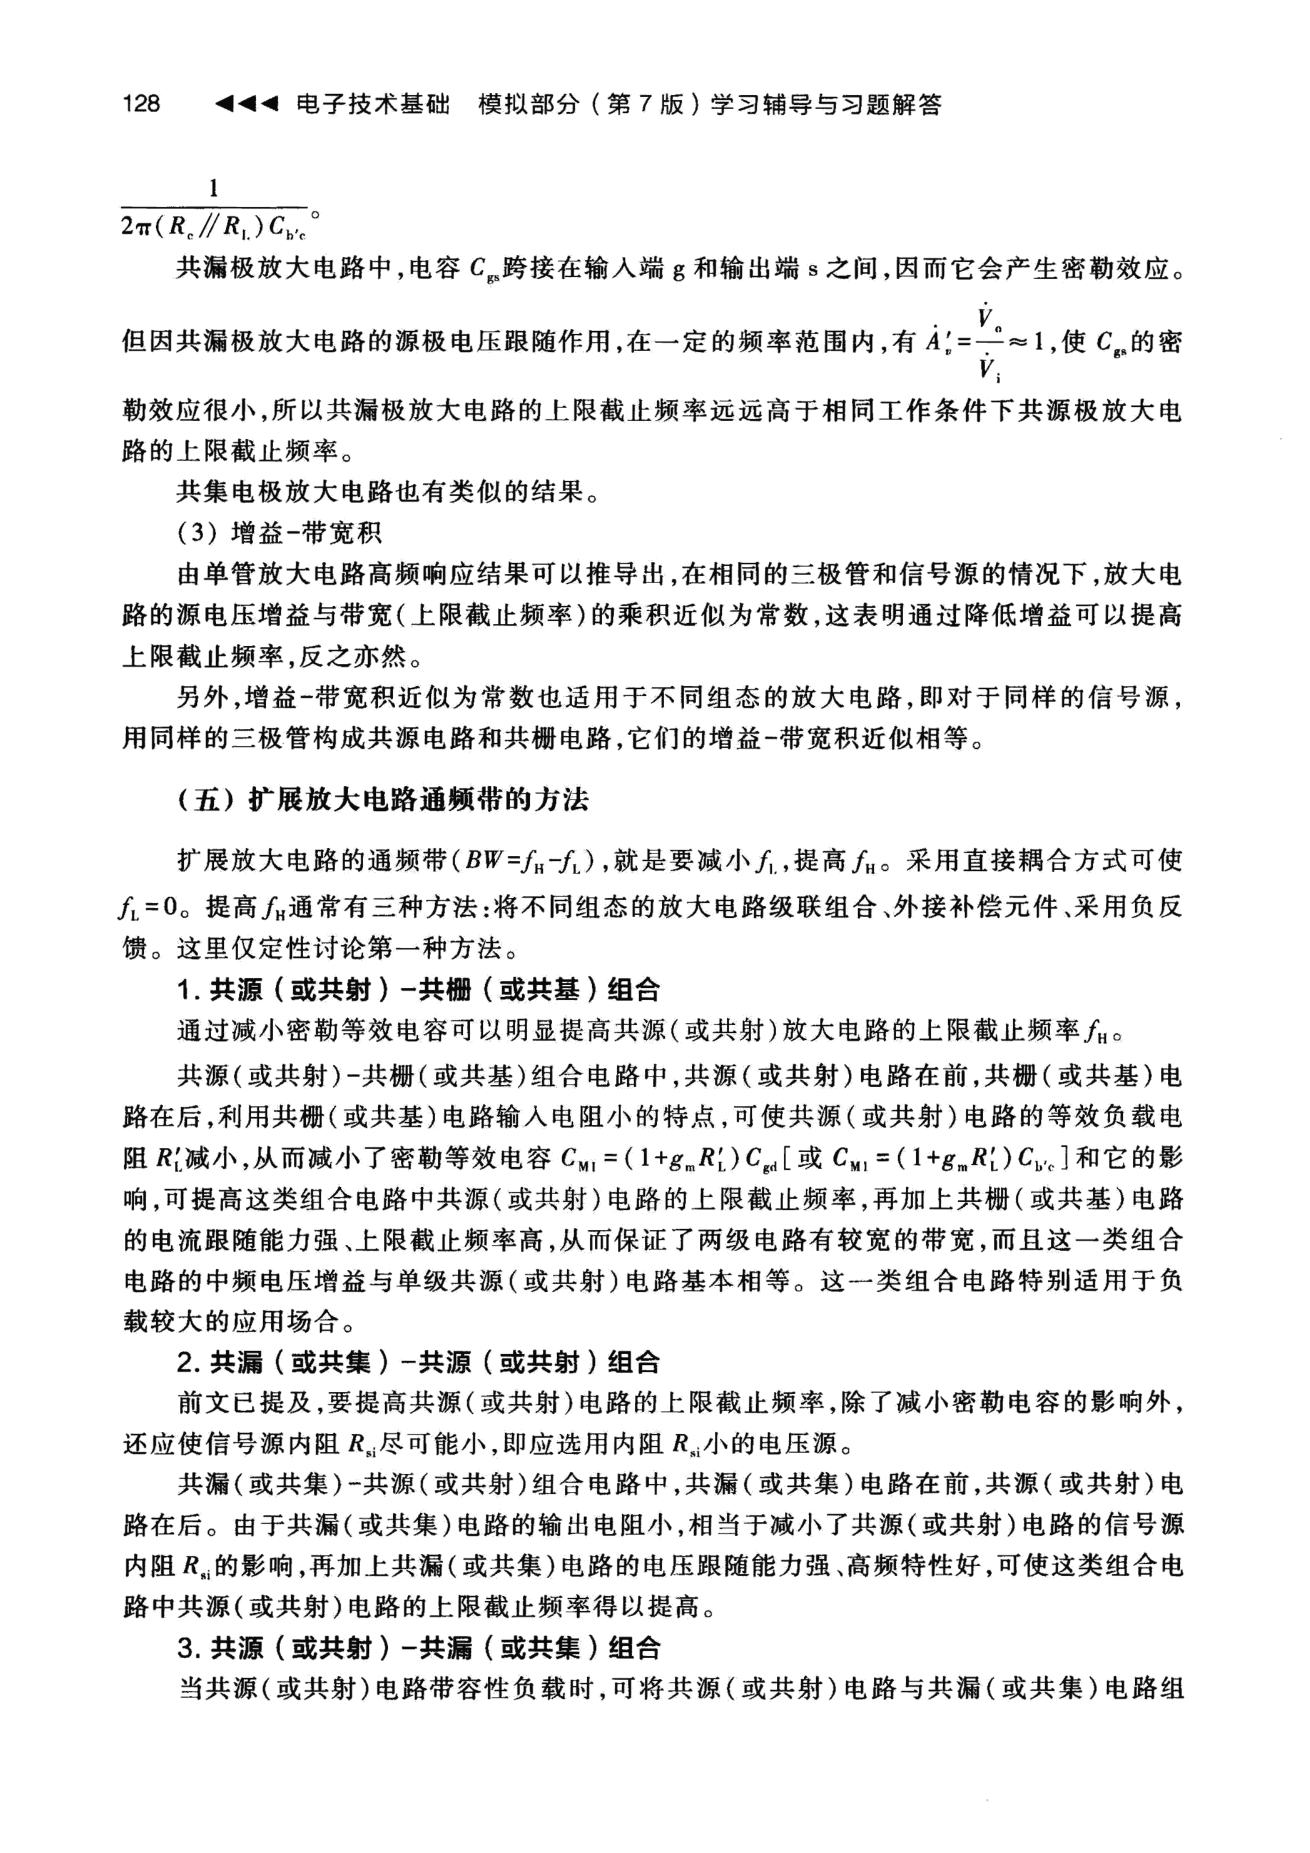 128 ◀◀◀ 电子技术基础 模拟部分(第7版)学习辅导与习题解答
1
2π(Rc∥RL)Cb′c。
共漏极放大电路中,电容Cgs跨接在输入端g和输出端s之间,因而它会产生密勒效应。
但因共漏极放大电路的源极电压跟随作用,在一定的频率范围内,有 Ȧ′v=V̇o/V̇i≈1,使Cgs的密
勒效应很小,所以共漏极放大电路的上限截止频率远远高于相同工作条件下共源极放大电
路的上限截止频率。
共集电极放大电路也有类似的结果。
(3) 增益-带宽积
由单管放大电路高频响应结果可以推导出,在相同的三极管和信号源的情况下,放大电
路的源电压增益与带宽(上限截止频率)的乘积近似为常数,这表明通过降低增益可以提高
上限截止频率,反之亦然。
另外,增益-带宽积近似为常数也适用于不同组态的放大电路,即对于同样的信号源,
用同样的三极管构成共源电路和共栅电路,它们的增益-带宽积近似相等。
(五) 扩展放大电路通频带的方法
扩展放大电路的通频带(BW=fH-fL),就是要减小fL,提高fH。采用直接耦合方式可使
fL=0。提高fH通常有三种方法:将不同组态的放大电路级联组合、外接补偿元件、采用负反
馈。这里仅定性讨论第一种方法。
1. 共源(或共射)-共栅(或共基)组合
通过减小密勒等效电容可以明显提高共源(或共射)放大电路的上限截止频率fH。
共源(或共射)-共栅(或共基)组合电路中,共源(或共射)电路在前,共栅(或共基)电
路在后,利用共栅(或共基)电路输入电阻小的特点,可使共源(或共射)电路的等效负载电
阻R′L减小,从而减小了密勒等效电容CM1=(1+gmR′L)Cgd[或CM1=(1+gmR′L)Cb′c]和它的影
响,可提高这类组合电路中共源(或共射)电路的上限截止频率,再加上共栅(或共基)电路
的电流跟随能力强、上限截止频率高,从而保证了两级电路有较宽的带宽,而且这一类组合
电路的中频电压增益与单级共源(或共射)电路基本相等。这一类组合电路特别适用于负
载较大的应用场合。
2. 共漏(或共集)-共源(或共射)组合
前文已提及,要提高共源(或共射)电路的上限截止频率,除了减小密勒电容的影响外,
还应使信号源内阻Rsi尽可能小,即应选用内阻Rsi小的电压源。
共漏(或共集)-共源(或共射)组合电路中,共漏(或共集)电路在前,共源(或共射)电
路在后。由于共漏(或共集)电路的输出电阻小,相当于减小了共源(或共射)电路的信号源
内阻Rsi的影响,再加上共漏(或共集)电路的电压跟随能力强、高频特性好,可使这类组合电
路中共源(或共射)电路的上限截止频率得以提高。
3. 共源(或共射)-共漏(或共集)组合
当共源(或共射)电路带容性负载时,可将共源(或共射)电路与共漏(或共集)电路组